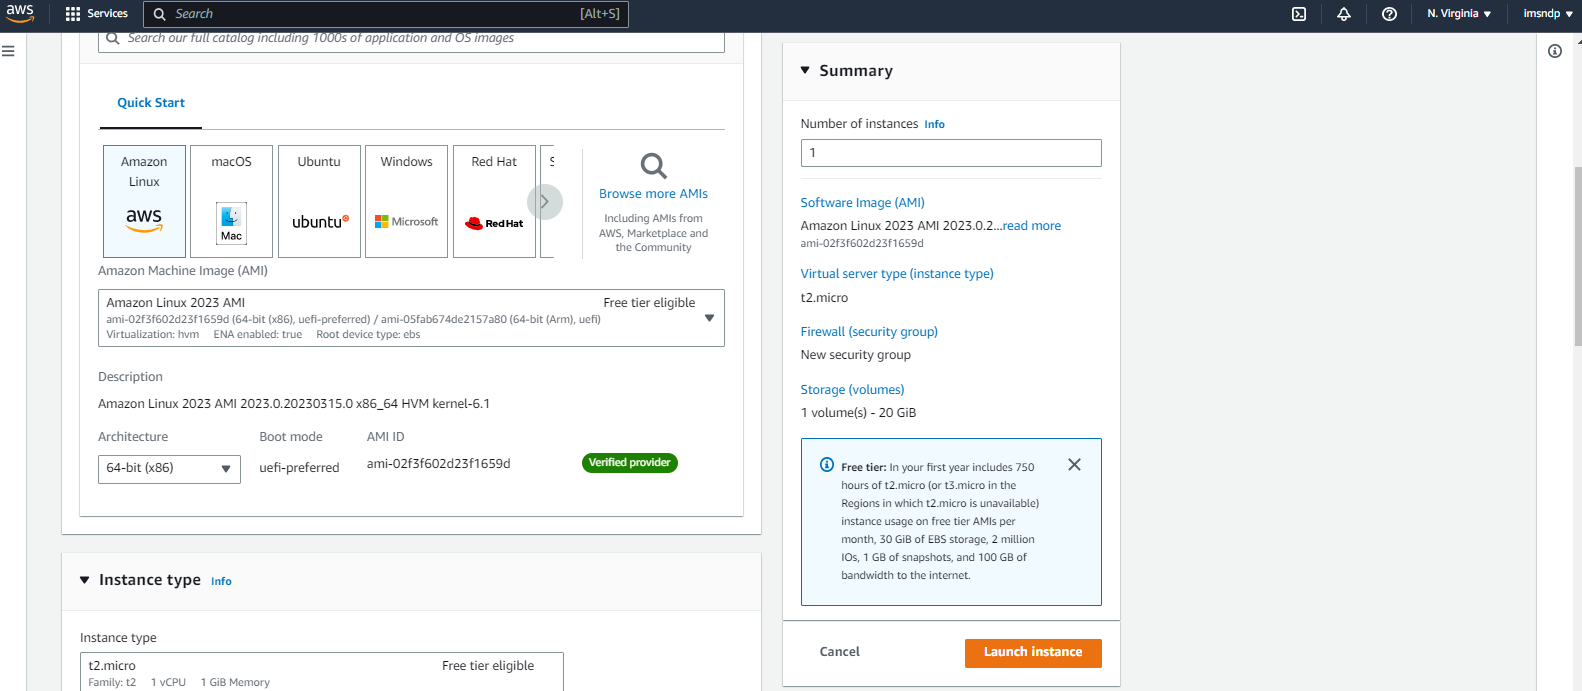 aws
Services
Search
[Alt+S]
N. Virginia
imsndp
Search our full catalog including 1000s of application and OS images
Quick Start
Amazon
Linux
aws
macOS
Mac
Ubuntu
ubuntu
Windows
Microsoft
Red Hat
Red Hat
S
Browse more AMIs
Including AMIs from
AWS, Marketplace and
the Community
Amazon Machine Image (AMI)
Amazon Linux 2023 AMI
Free tier eligible
ami-02f3f602d23f1659d (64-bit (x86), uefi-preferred) / ami-05fab674de2157a80 (64-bit (Arm), uefi)
Virtualization: hvm ENA enabled: true Root device type: ebs
Description
Amazon Linux 2023 AMI 2023.0.20230315.0 x86_64 HVM kernel-6.1
Architecture
Boot mode
AMI ID
64-bit (x86)
uefi-preferred
ami-02f3f602d23f1659d
Verified provider
Instance type Info
Instance type
t2.micro
Free tier eligible
Family: t2 1 vCPU 1 GiB Memory
Summary
Number of instances Info
1
Software Image (AMI)
Amazon Linux 2023 AMI 2023.0.2...read more
ami-02f3f602d23f1659d
Virtual server type (instance type)
t2.micro
Firewall (security group)
New security group
Storage (volumes)
1 volume(s) - 20 GiB
Free tier: In your first year includes 750
hours of t2.micro (or t3.micro in the
Regions in which t2.micro is unavailable)
instance usage on free tier AMIs per
month, 30 GiB of EBS storage, 2 million
IOs, 1 GB of snapshots, and 100 GB of
bandwidth to the internet.
Cancel
Launch instance